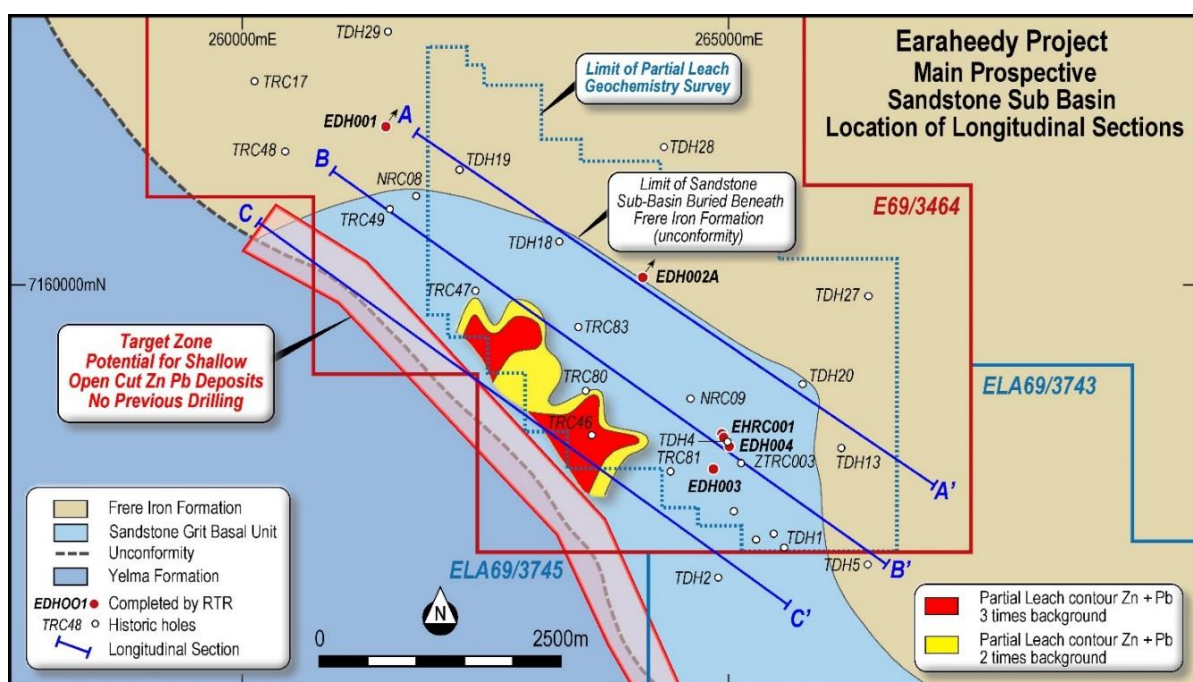 260000mE
265000mE
7160000mN
Earaheedy Project
Main Prospective
Sandstone Sub Basin
Location of Longitudinal Sections
TDH29
Limit of Partial Leach
Geochemistry Survey
TRC17
EDH001
A
TRC48
B
TDH19
TDH28
NRC08
Limit of Sandstone
Sub-Basin Buried Beneath
Frere Iron Formation
(unconformity)
E69/3464
C
TRC49
TDH18
EDH002A
TRC47
TDH27
Target Zone
Potential for Shallow
Open Cut Zn Pb Deposits
No Previous Drilling
TRC83
ELA69/3743
TRC80
TDH20
NRC09
TRC46
EHRC001
TDH4
EDH004
TRC81
ZTRC003
TDH13
EDH003
A'
TDH1
TDH5
B'
ELA69/3745
TDH2
C'
Frere Iron Formation
Sandstone Grit Basal Unit
Unconformity
Yelma Formation
EDHOO1 Completed by RTR
TRC48 Historic holes
Longitudinal Section
N
0 2500m
Partial Leach contour Zn + Pb
3 times background
Partial Leach contour Zn + Pb
2 times background